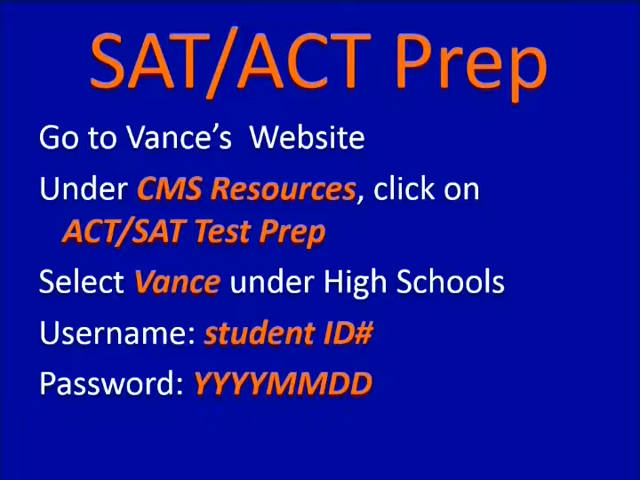 SAT/ACT Prep
Go to Vance's Website
Under CMS Resources, click on
ACT/SAT Test Prep
Select Vance under High Schools
Username: student ID#
Password: YYYYMMDD